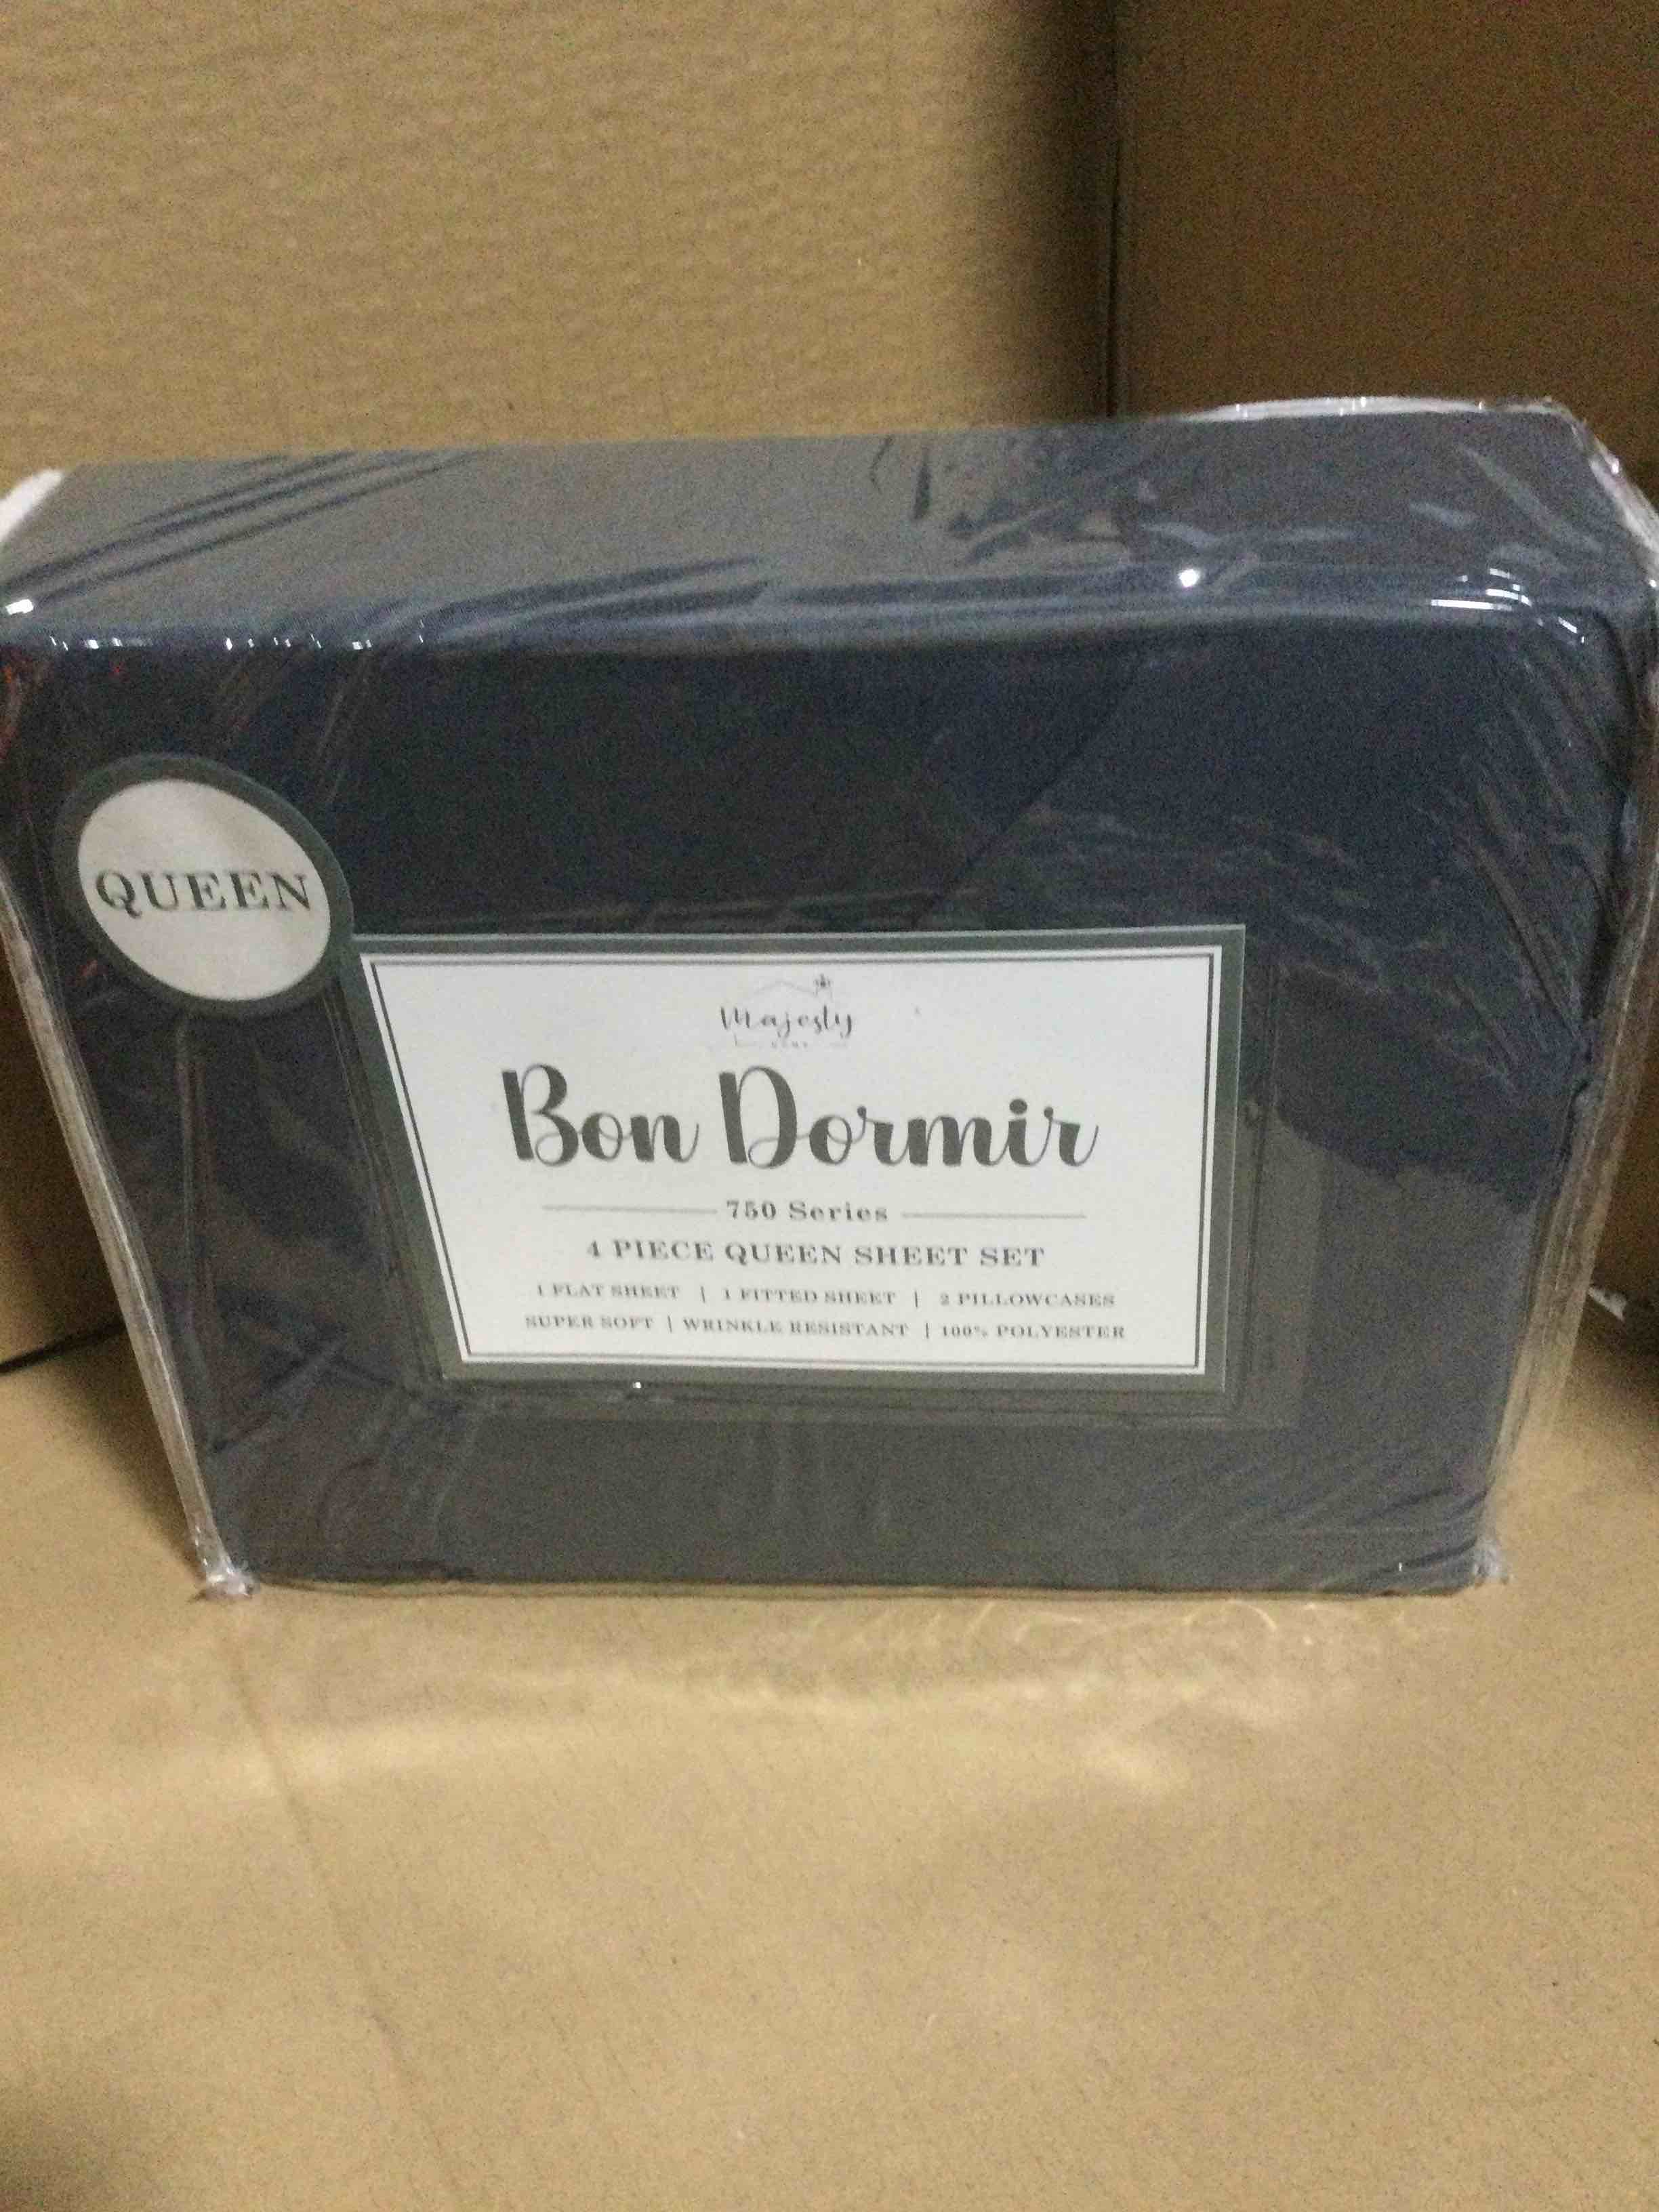 QUEEN
Majesty
HOME
Bon Dormir
750 Series
4 PIECE QUEEN SHEET SET
1 FLAT SHEET | 1 FITTED SHEET | 2 PILLOWCASES
SUPER SOFT | WRINKLE RESISTANT | 100% POLYESTER